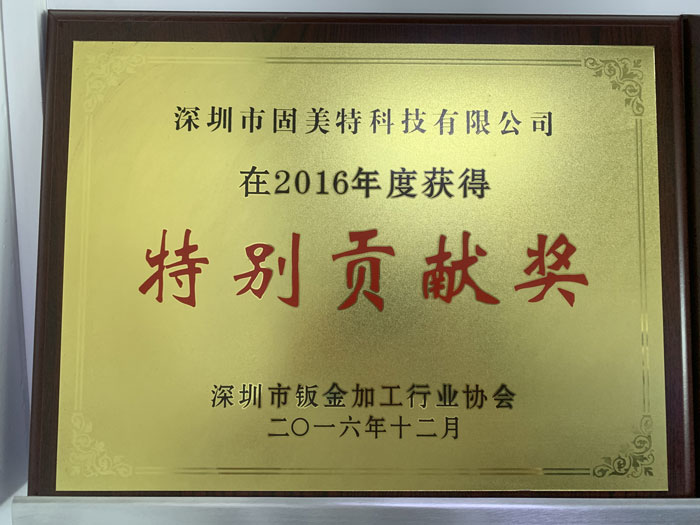 深圳市固美特科技有限公司
在2016年度获得
特别贡献奖
深圳市钣金加工行业协会
二〇一六年十二月